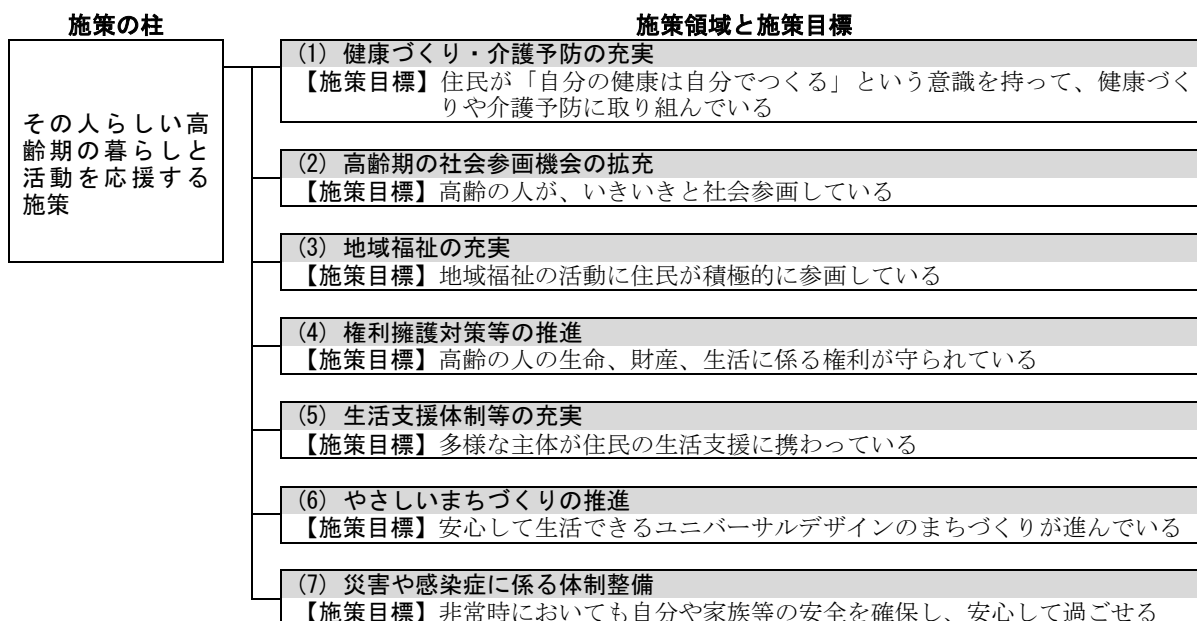 施策の柱
施策領域と施策目標
その人らしい高
齢期の暮らしと
活動を応援する
施策
(1) 健康づくり・介護予防の充実
【施策目標】住民が「自分の健康は自分でつくる」という意識を持って、健康づく
りや介護予防に取り組んでいる
(2) 高齢期の社会参画機会の拡充
【施策目標】高齢の人が、いきいきと社会参画している
(3) 地域福祉の充実
【施策目標】地域福祉の活動に住民が積極的に参画している
(4) 権利擁護対策等の推進
【施策目標】高齢の人の生命、財産、生活に係る権利が守られている
(5) 生活支援体制等の充実
【施策目標】多様な主体が住民の生活支援に携わっている
(6) やさしいまちづくりの推進
【施策目標】安心して生活できるユニバーサルデザインのまちづくりが進んでいる
(7) 災害や感染症に係る体制整備
【施策目標】非常時においても自分や家族等の安全を確保し、安心して過ごせる